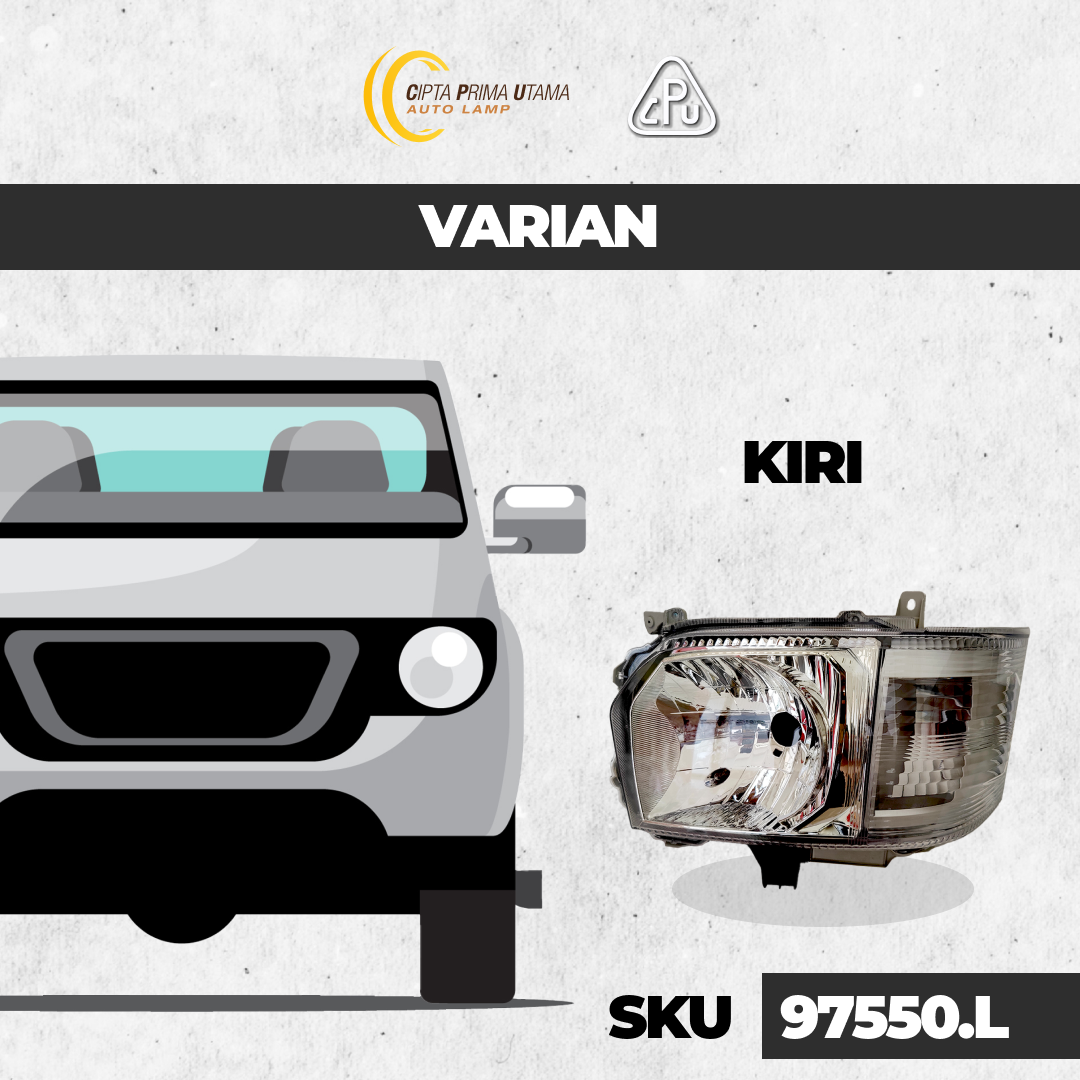 CIPTA PRIMA UTAMA
AUTO LAMP
CPU
VARIAN
KIRI
SKU 97550.L